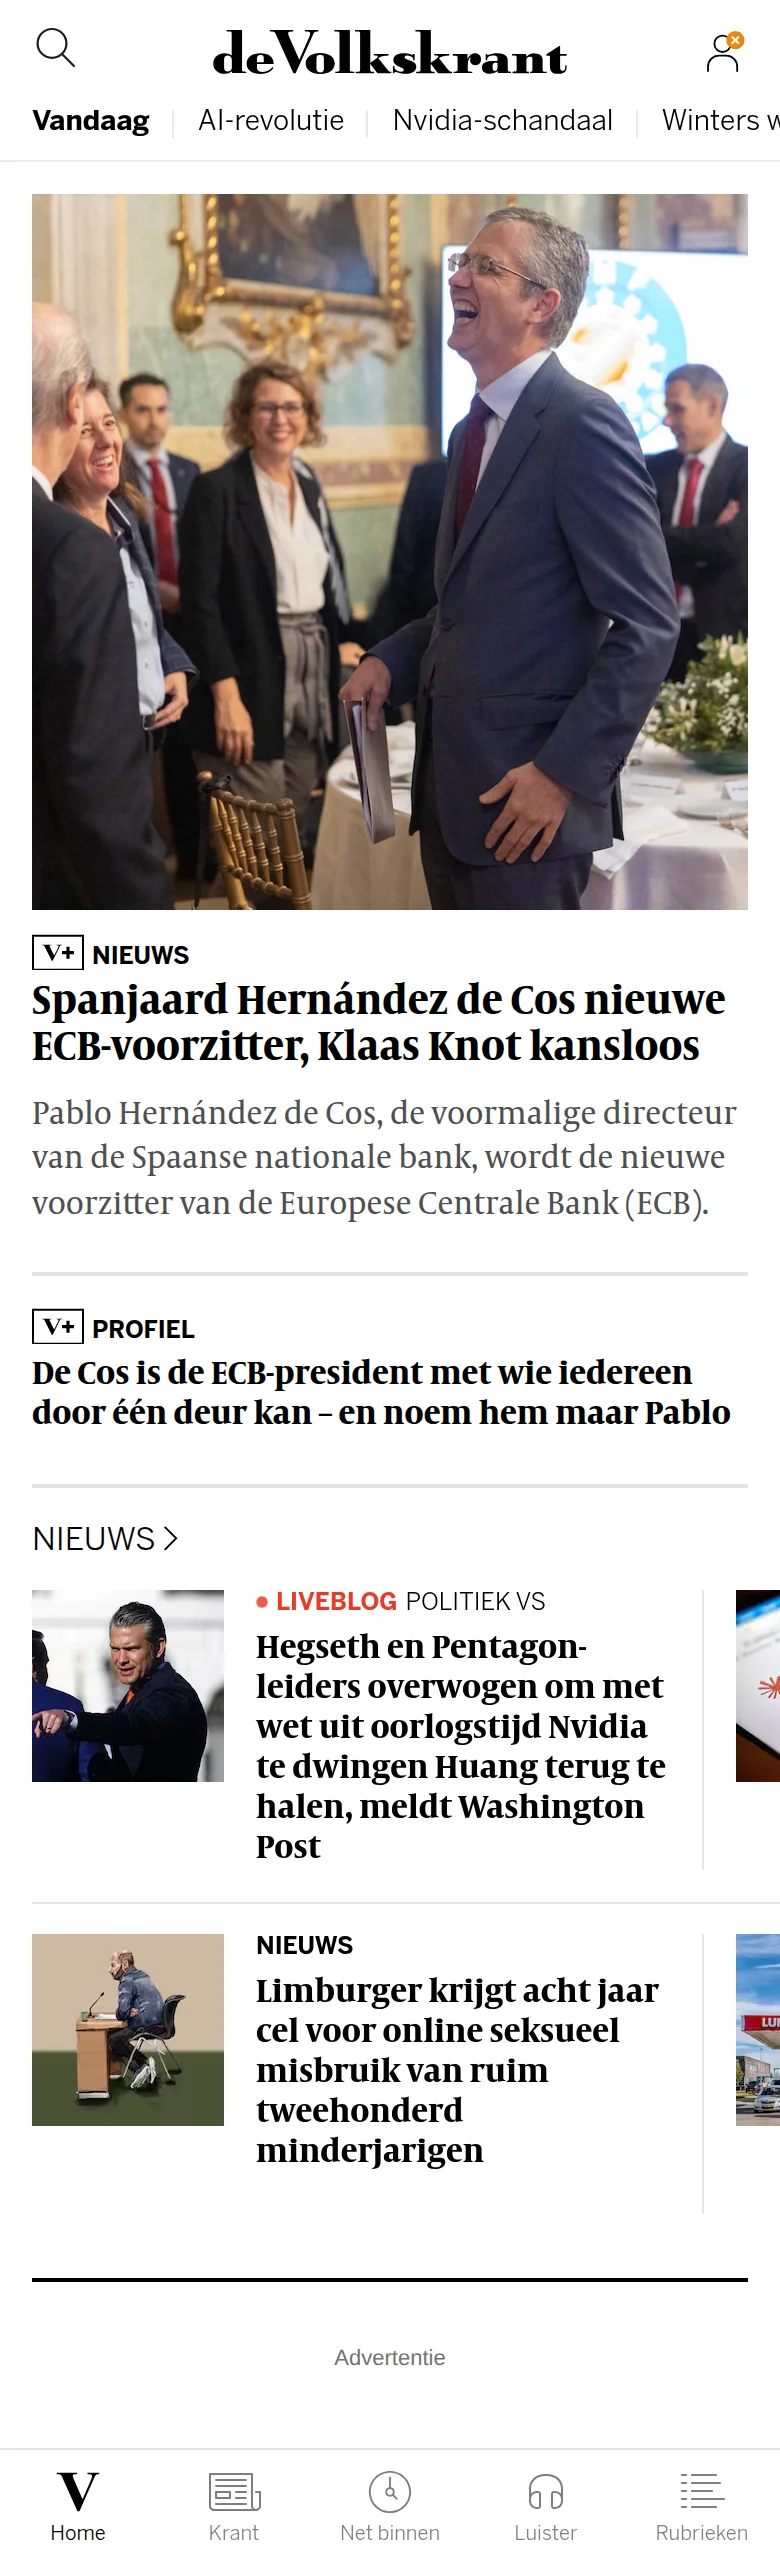 deVolkskrant
Vandaag
AI-revolutie
Nvidia-schandaal
Winters w
V+ NIEUWS
Spanjaard Hernández de Cos nieuwe
ECB-voorzitter, Klaas Knot kansloos
Pablo Hernández de Cos, de voormalige directeur
van de Spaanse nationale bank, wordt de nieuwe
voorzitter van de Europese Centrale Bank (ECB).
V+ PROFIEL
De Cos is de ECB-president met wie iedereen
door één deur kan – en noem hem maar Pablo
NIEUWS
LIVEBLOG POLITIEK VS
Hegseth en Pentagon-
leiders overwogen om met
wet uit oorlogstijd Nvidia
te dwingen Huang terug te
halen, meldt Washington
Post
NIEUWS
Limburger krijgt acht jaar
cel voor online seksueel
misbruik van ruim
tweehonderd
minderjarigen
Advertentie
V
Home
Krant
Net binnen
Luister
Rubrieken